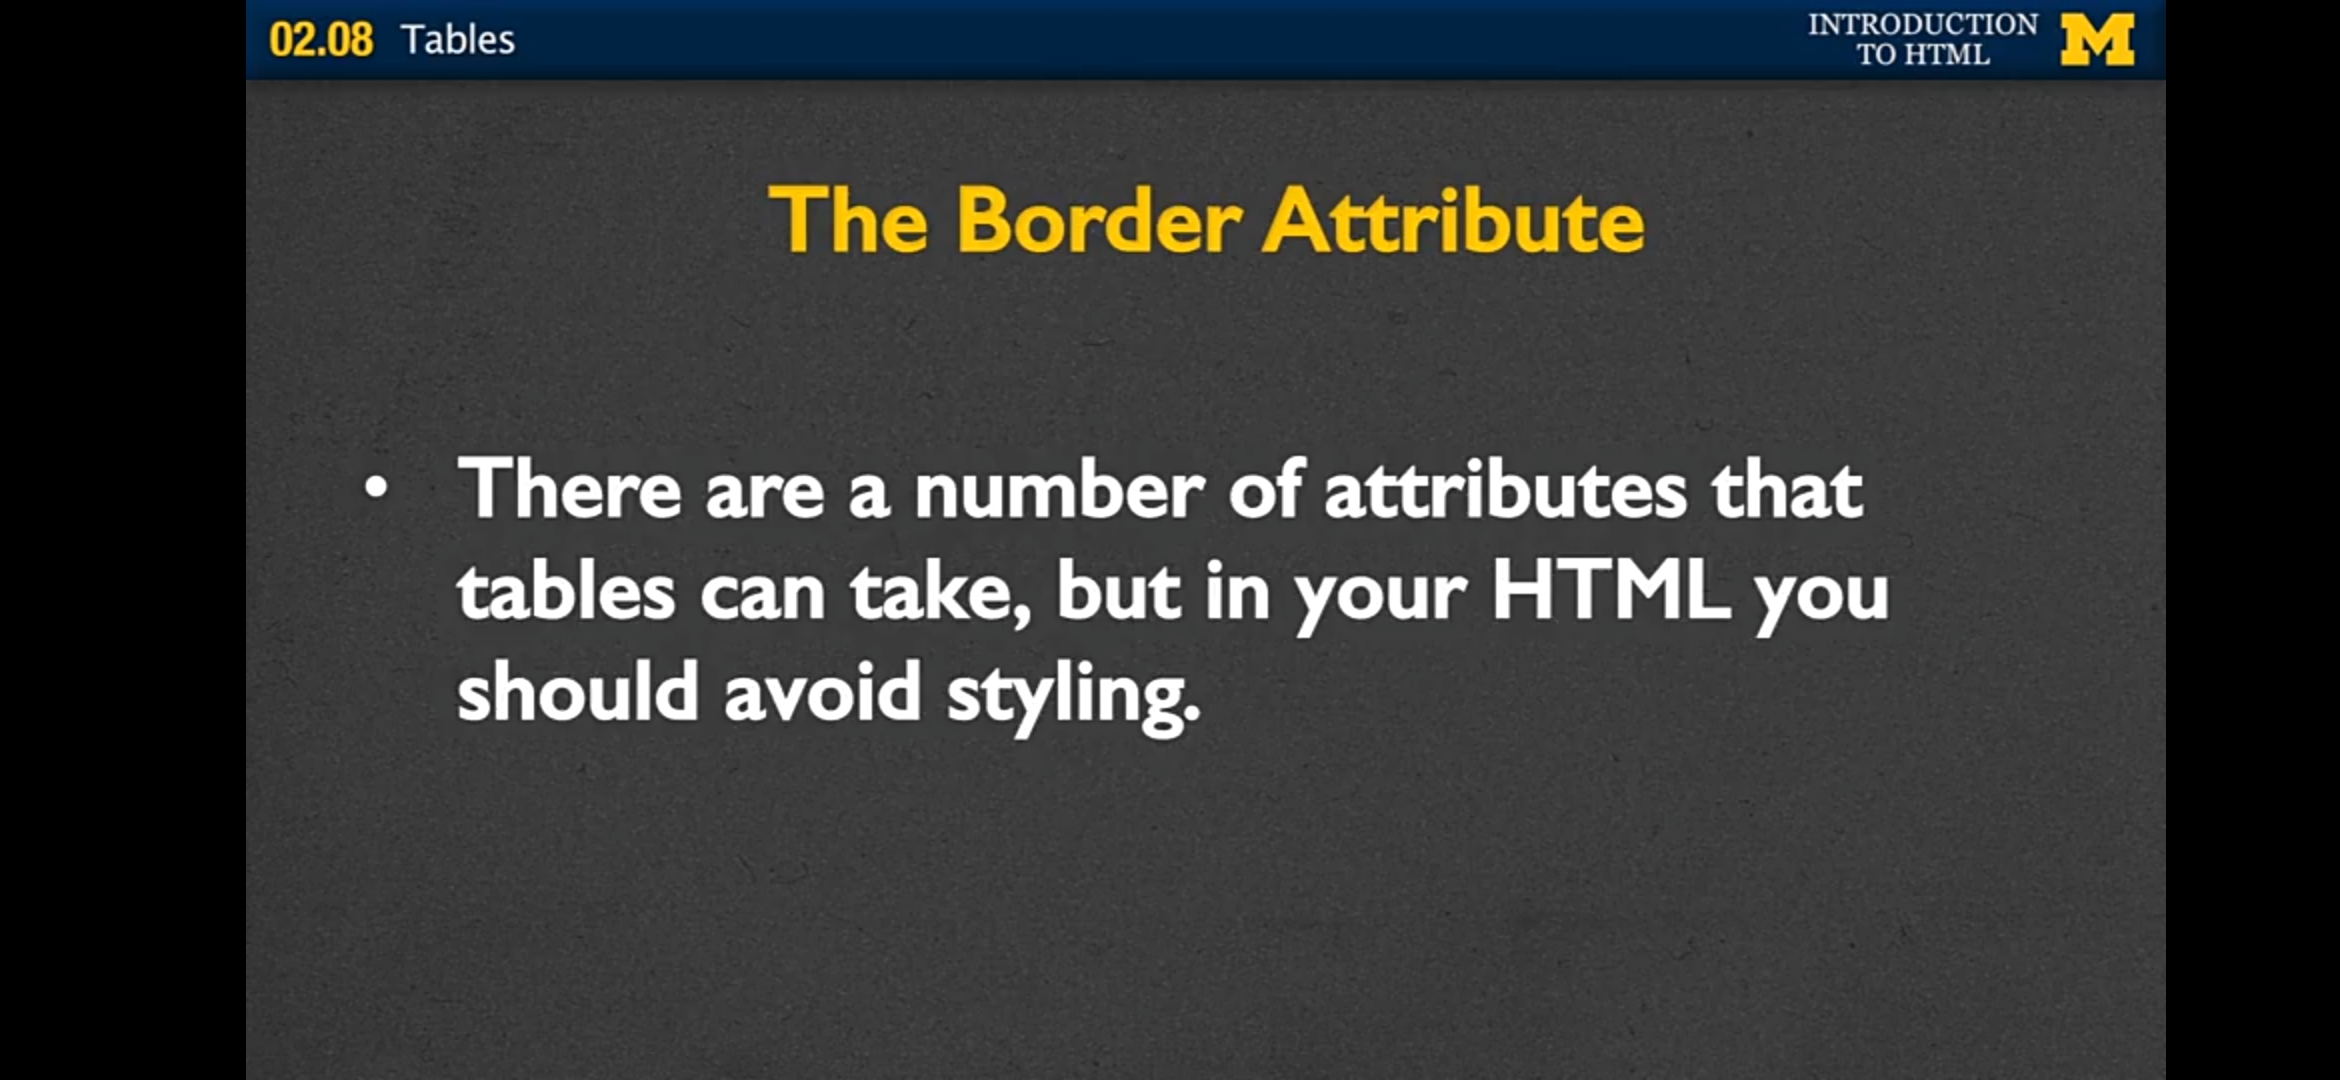 02.08 Tables
INTRODUCTION
TO HTML
M
The Border Attribute
• There are a number of attributes that
tables can take, but in your HTML you
should avoid styling.